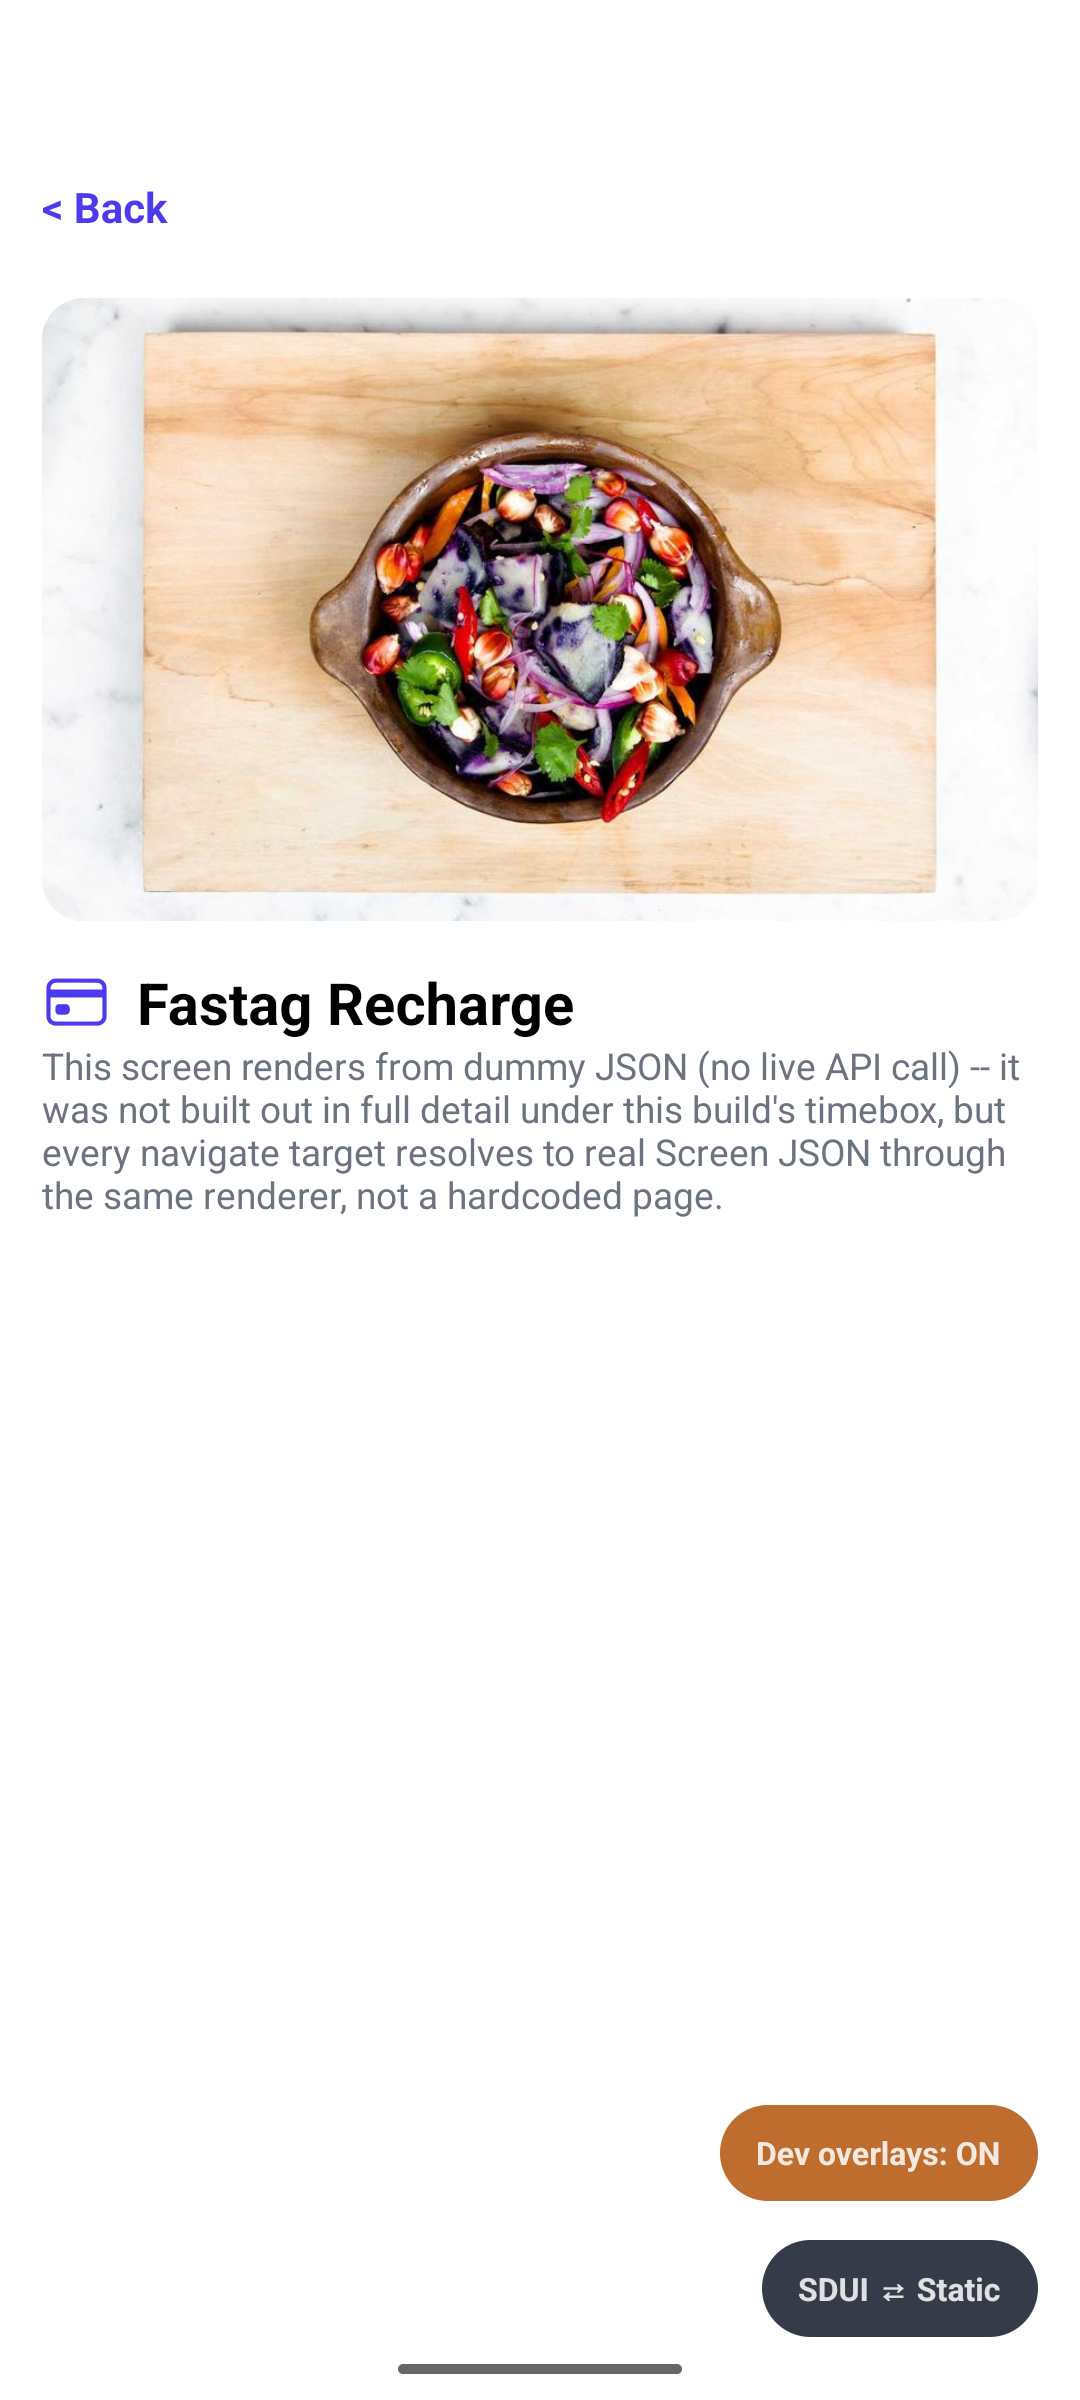 < Back
Fastag Recharge
This screen renders from dummy JSON (no live API call) -- it
was not built out in full detail under this build's timebox, but
every navigate target resolves to real Screen JSON through
the same renderer, not a hardcoded page.
Dev overlays: ON
SDUI ⇄ Static